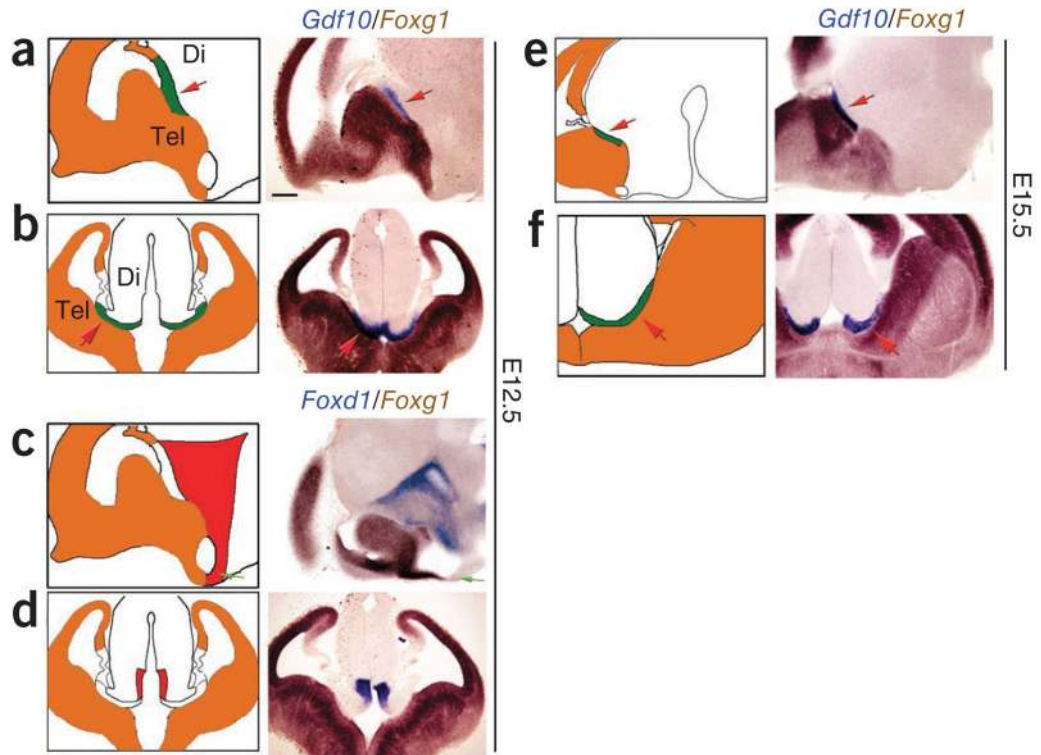 Gdf10/Foxg1
a
Di
Tel
b
Di
Tel
E12.5
Foxd1/Foxg1
c
d
Gdf10/Foxg1
e
f
E15.5